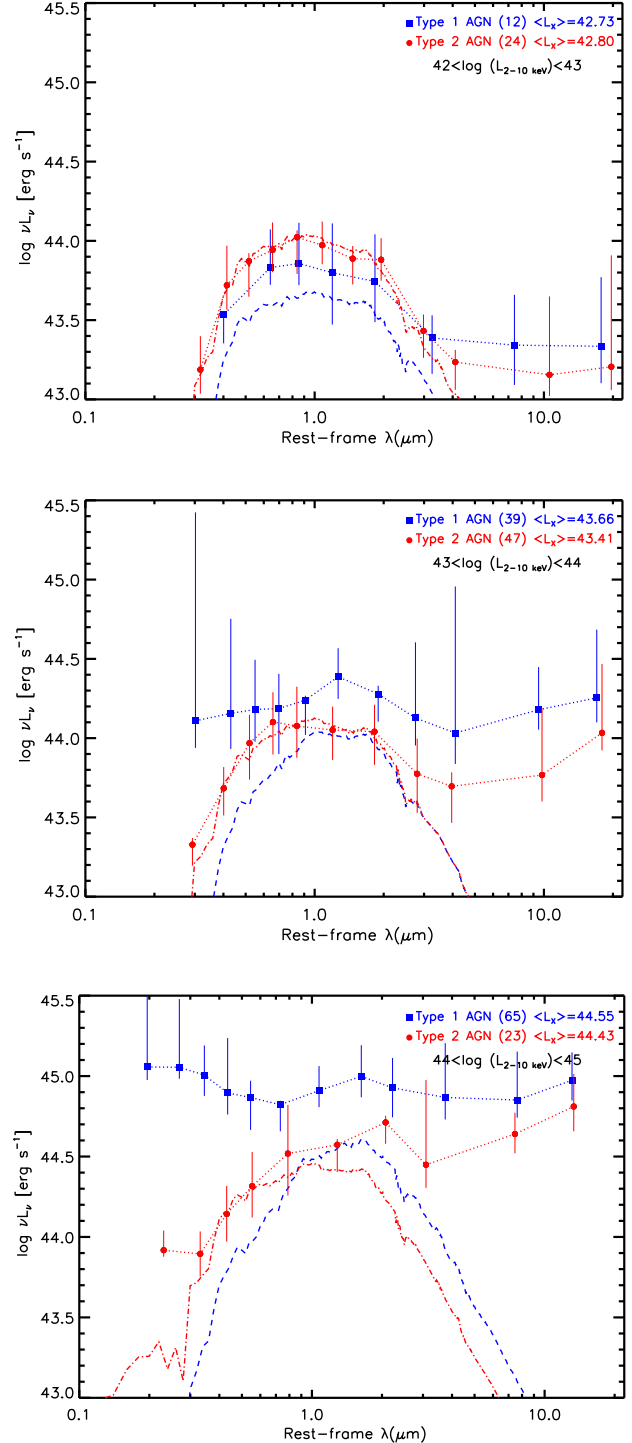 45.5
Type 1 AGN (12) <Lx>=42.73
Type 2 AGN (24) <Lx>=42.80
42<log (L2−10 keV)<43
45.0
44.5
44.0
43.5
43.0
log νLν [erg s−1]
0.1 1.0 10.0
Rest−frame λ(μm)
45.5
Type 1 AGN (39) <Lx>=43.66
Type 2 AGN (47) <Lx>=43.41
43<log (L2−10 keV)<44
45.0
44.5
44.0
43.5
43.0
log νLν [erg s−1]
0.1 1.0 10.0
Rest−frame λ(μm)
45.5
Type 1 AGN (65) <Lx>=44.55
Type 2 AGN (23) <Lx>=44.43
44<log (L2−10 keV)<45
45.0
44.5
44.0
43.5
43.0
log νLν [erg s−1]
0.1 1.0 10.0
Rest−frame λ(μm)